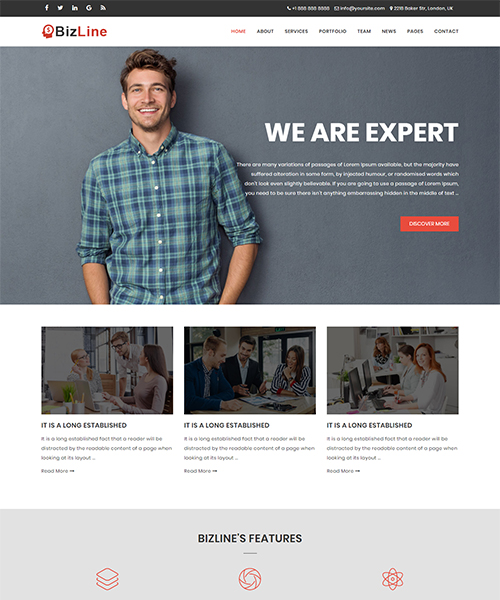 +1 888 888 8888 info@yoursite.com 221B Baker Str, London, UK
BizLine
HOME ABOUT SERVICES PORTFOLIO TEAM NEWS PAGES CONTACT
WE ARE EXPERT
There are many variations of passages of Lorem Ipsum available, but the majority have
suffered alteration in some form, by injected humour, or randomised words which
don't look even slightly believable. If you are going to use a passage of Lorem Ipsum,
you need to be sure there isn't anything embarrassing hidden in the middle of text ...
DISCOVER MORE
IT IS A LONG ESTABLISHED
It is a long established fact that a reader will be
distracted by the readable content of a page when
looking at its layout ...
Read More
IT IS A LONG ESTABLISHED
It is a long established fact that a reader will be
distracted by the readable content of a page when
looking at its layout ...
Read More
IT IS A LONG ESTABLISHED
It is a long established fact that a reader will be
distracted by the readable content of a page when
looking at its layout ...
Read More
BIZLINE'S FEATURES